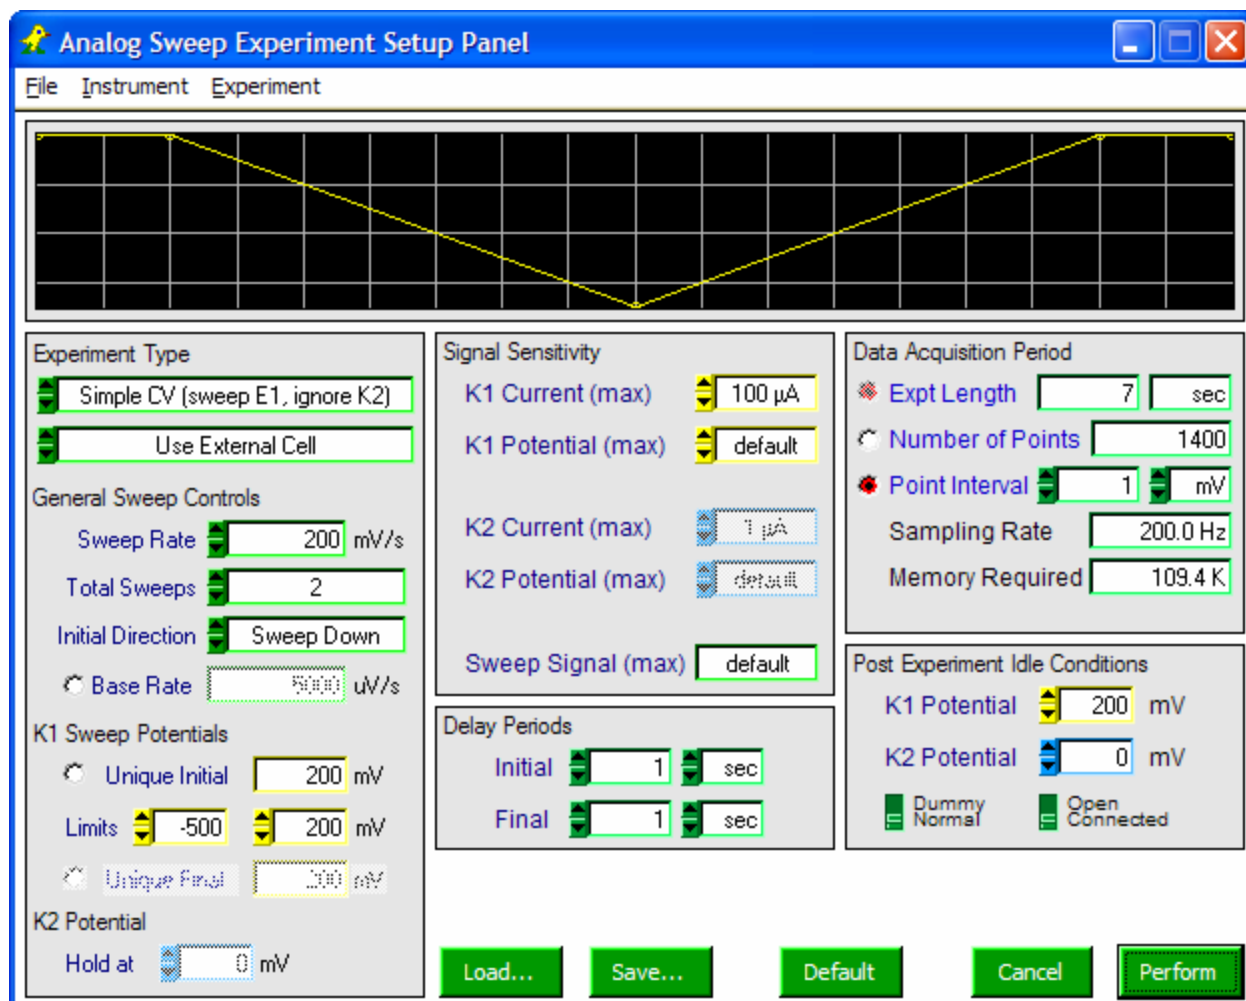 Analog Sweep Experiment Setup Panel
File Instrument Experiment
Experiment Type
Simple CV (sweep E1, ignore K2)
Use External Cell
General Sweep Controls
Sweep Rate 200 mV/s
Total Sweeps 2
Initial Direction Sweep Down
Base Rate 5000 uV/s
K1 Sweep Potentials
Unique Initial 200 mV
Limits -500 200 mV
Unique Final 200 mV
K2 Potential
Hold at 0 mV
Signal Sensitivity
K1 Current (max) 100 µA
K1 Potential (max) default
K2 Current (max) 1 µA
K2 Potential (max) default
Sweep Signal (max) default
Delay Periods
Initial 1 sec
Final 1 sec
Data Acquisition Period
Expt Length 7 sec
Number of Points 1400
Point Interval 1 mV
Sampling Rate 200.0 Hz
Memory Required 109.4 K
Post Experiment Idle Conditions
K1 Potential 200 mV
K2 Potential 0 mV
Dummy Open
Normal Connected
Load... Save... Default Cancel Perform